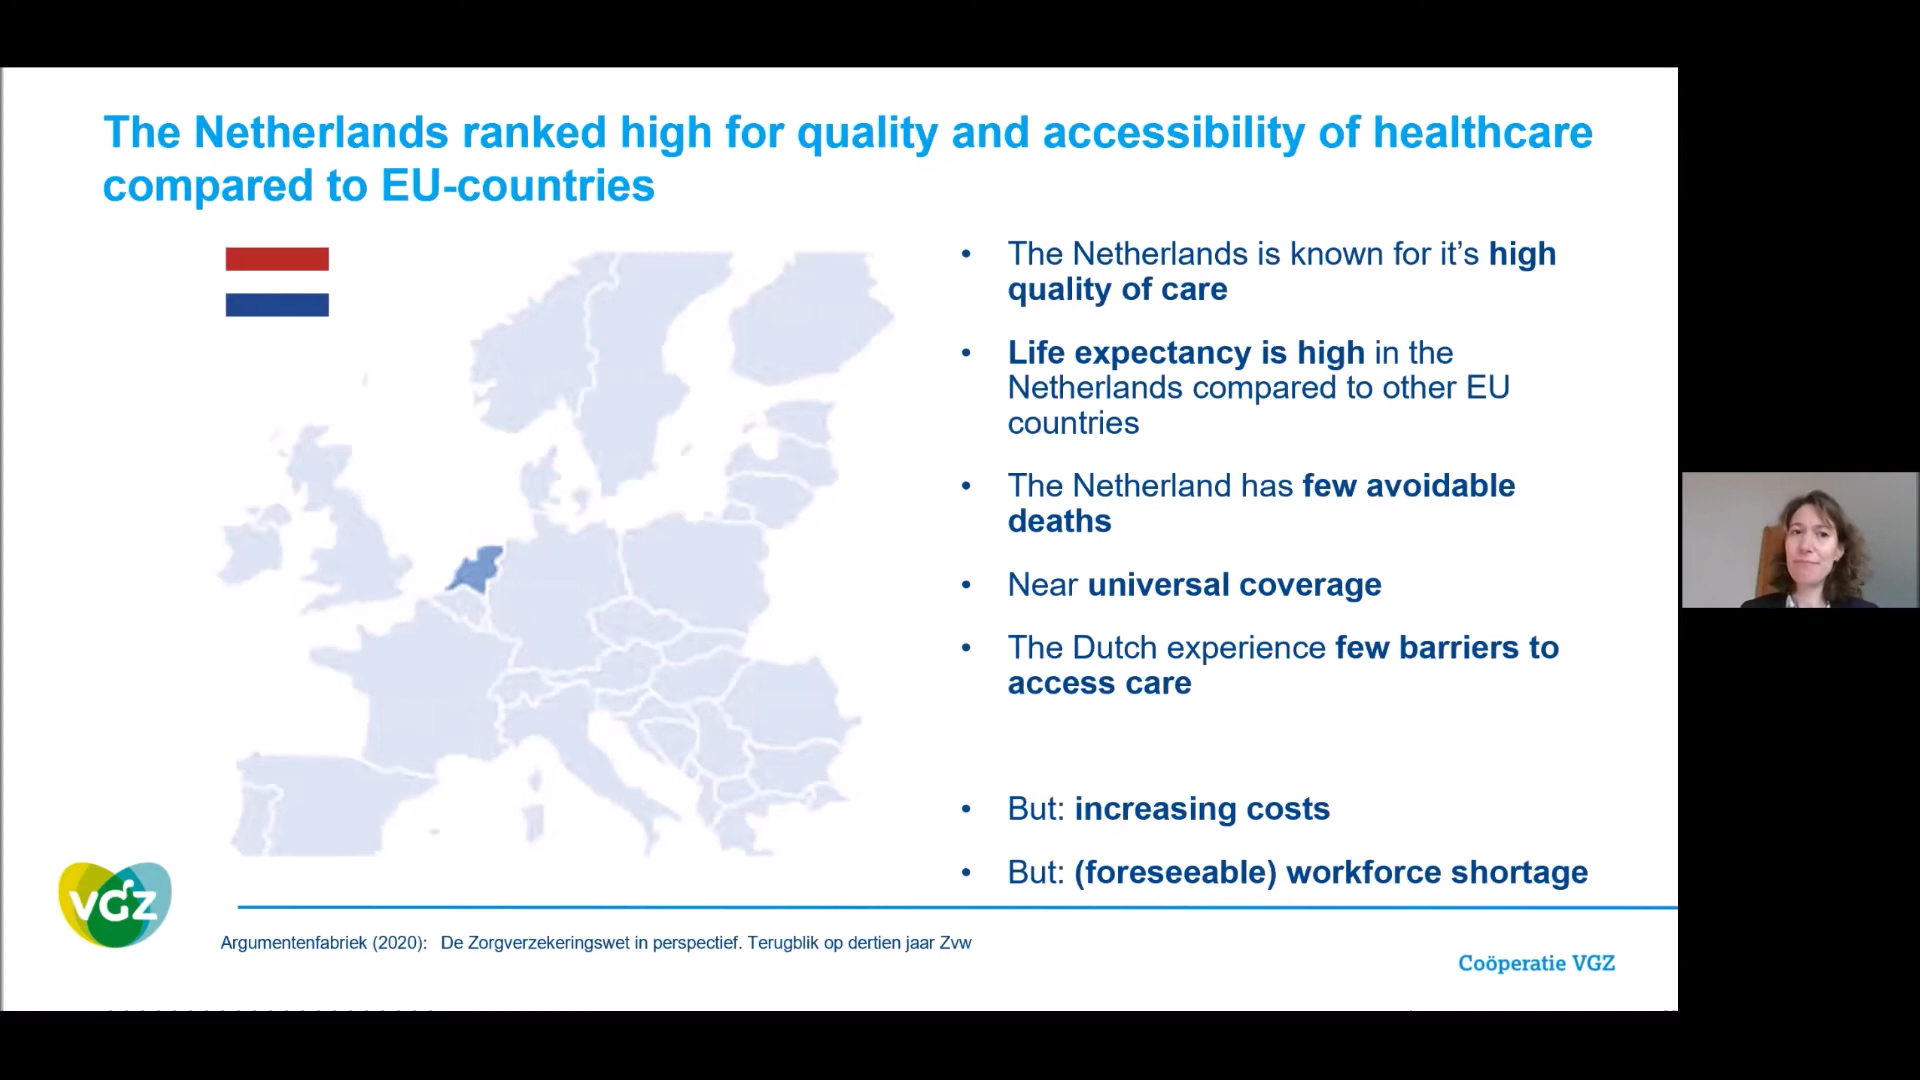 The Netherlands ranked high for quality and accessibility of healthcare
compared to EU-countries
• The Netherlands is known for it’s high
quality of care
• Life expectancy is high in the
Netherlands compared to other EU
countries
• The Netherland has few avoidable
deaths
• Near universal coverage
• The Dutch experience few barriers to
access care
• But: increasing costs
• But: (foreseeable) workforce shortage
VGZ
Argumentenfabriek (2020): De Zorgverzekeringswet in perspectief. Terugblik op dertien jaar Zvw
Coöperatie VGZ